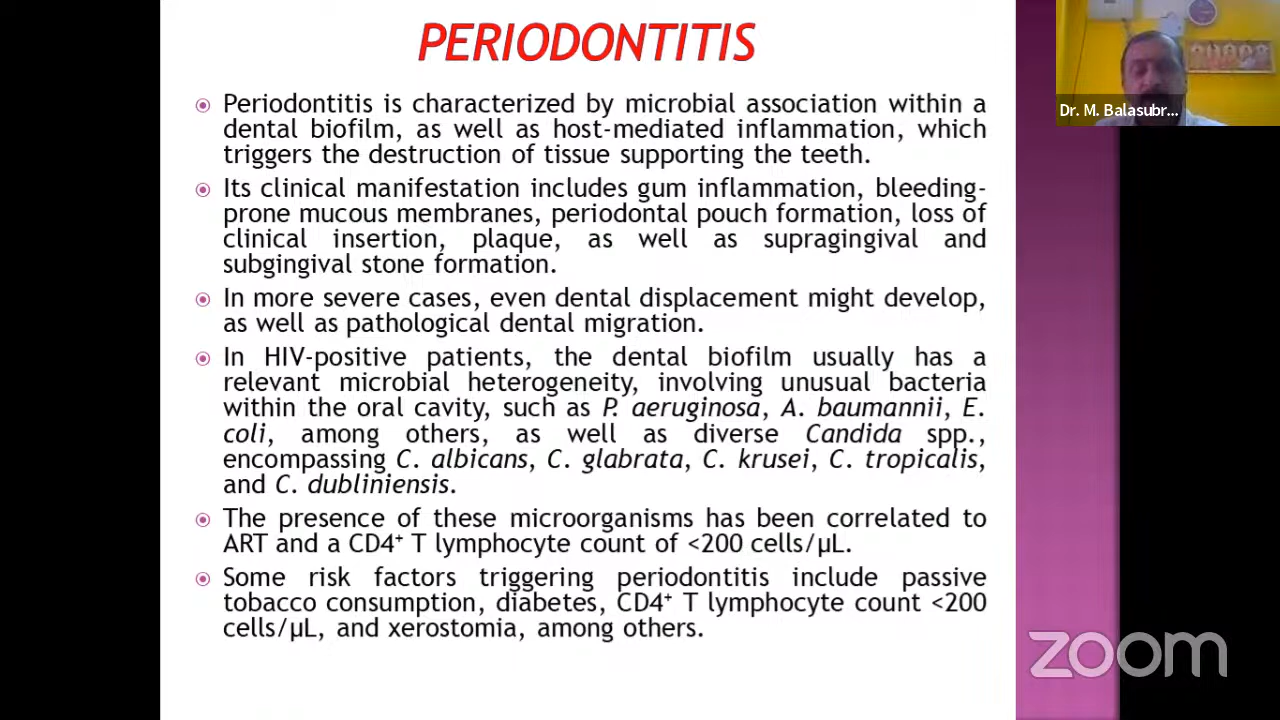 PERIODONTITIS
Periodontitis is characterized by microbial association within a
dental biofilm, as well as host-mediated inflammation, which
triggers the destruction of tissue supporting the teeth.
Its clinical manifestation includes gum inflammation, bleeding-
prone mucous membranes, periodontal pouch formation, loss of
clinical insertion, plaque, as well as supragingival and
subgingival stone formation.
In more severe cases, even dental displacement might develop,
as well as pathological dental migration.
In HIV-positive patients, the dental biofilm usually has a
relevant microbial heterogeneity, involving unusual bacteria
within the oral cavity, such as P. aeruginosa, A. baumannii, E.
coli, among others, as well as diverse Candida spp.,
encompassing C. albicans, C. glabrata, C. krusei, C. tropicalis,
and C. dubliniensis.
The presence of these microorganisms has been correlated to
ART and a CD4⁺ T lymphocyte count of <200 cells/µL.
Some risk factors triggering periodontitis include passive
tobacco consumption, diabetes, CD4⁺ T lymphocyte count <200
cells/µL, and xerostomia, among others.
Dr. M. Balasubr...
zoom